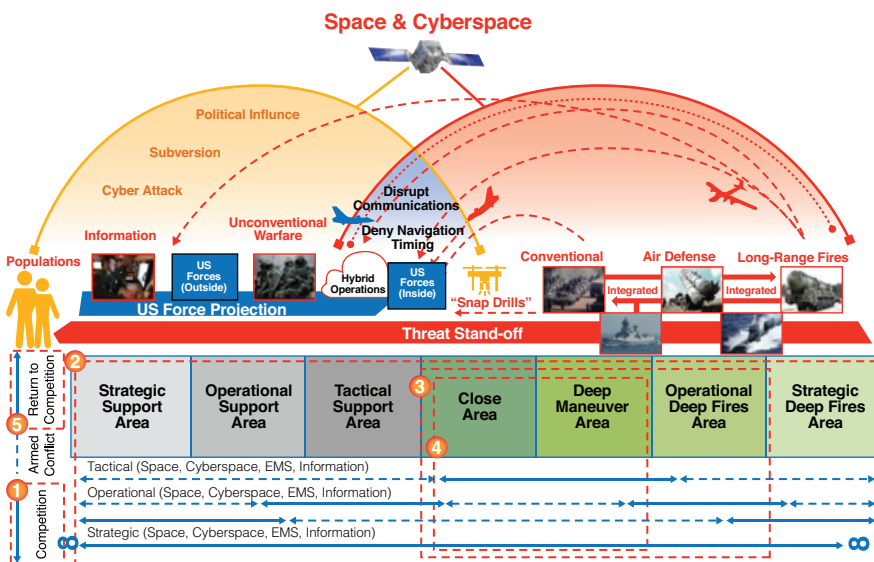 Space & Cyberspace
Political Influnce
Subversion
Cyber Attack
Disrupt
Communications
Deny Navigation
Timing
Information
Unconventional
Warfare
Populations
US
Forces
(Outside)
Hybrid
Operations
US
Forces
(Inside)
"Snap Drills"
Conventional
Air Defense
Long-Range Fires
Integrated
Integrated
US Force Projection
Threat Stand-off
Return to
Competition
Armed
Conflict
Competition
5
1
2
3
4
Strategic
Support
Area
Operational
Support
Area
Tactical
Support
Area
Close
Area
Deep
Maneuver
Area
Operational
Deep Fires
Area
Strategic
Deep Fires
Area
Tactical (Space, Cyberspace, EMS, Information)
Operational (Space, Cyberspace, EMS, Information)
Strategic (Space, Cyberspace, EMS, Information)
∞
∞